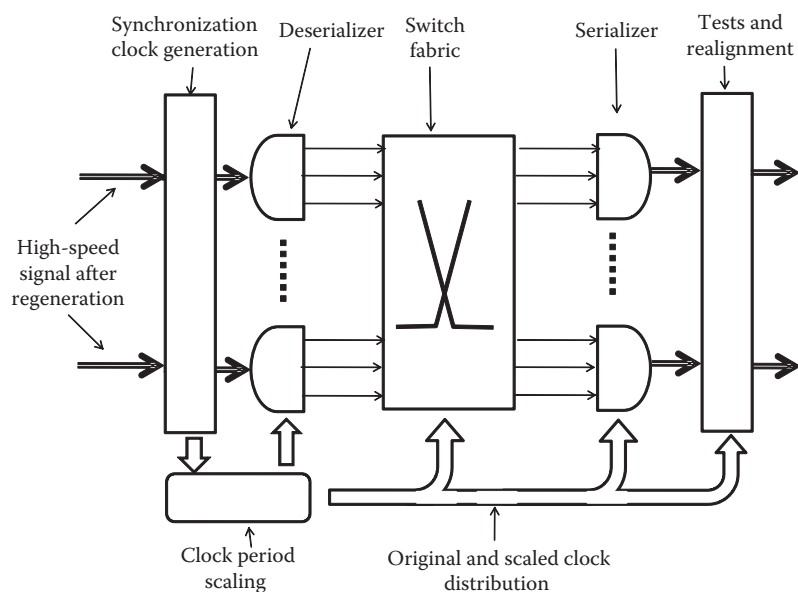 Synchronization
clock generation
Deserializer
Switch
fabric
Serializer
Tests and
realignment
High-speed
signal after
regeneration
Clock period
scaling
Original and scaled clock
distribution